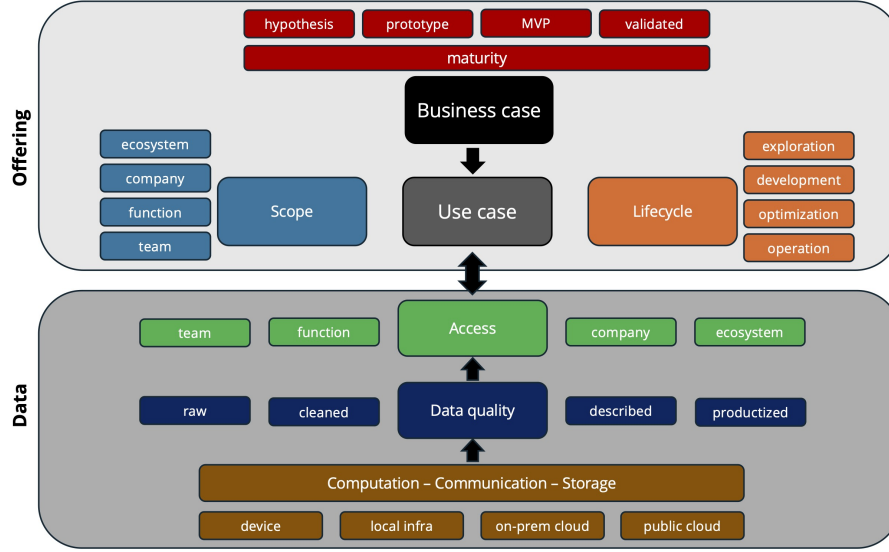 hypothesis
prototype
MVP
validated
maturity
Business case
Offering
ecosystem
company
function
team
Scope
Use case
Lifecycle
exploration
development
optimization
operation
Data
team
function
Access
company
ecosystem
raw
cleaned
Data quality
described
productized
Computation – Communication – Storage
device
local infra
on-prem cloud
public cloud